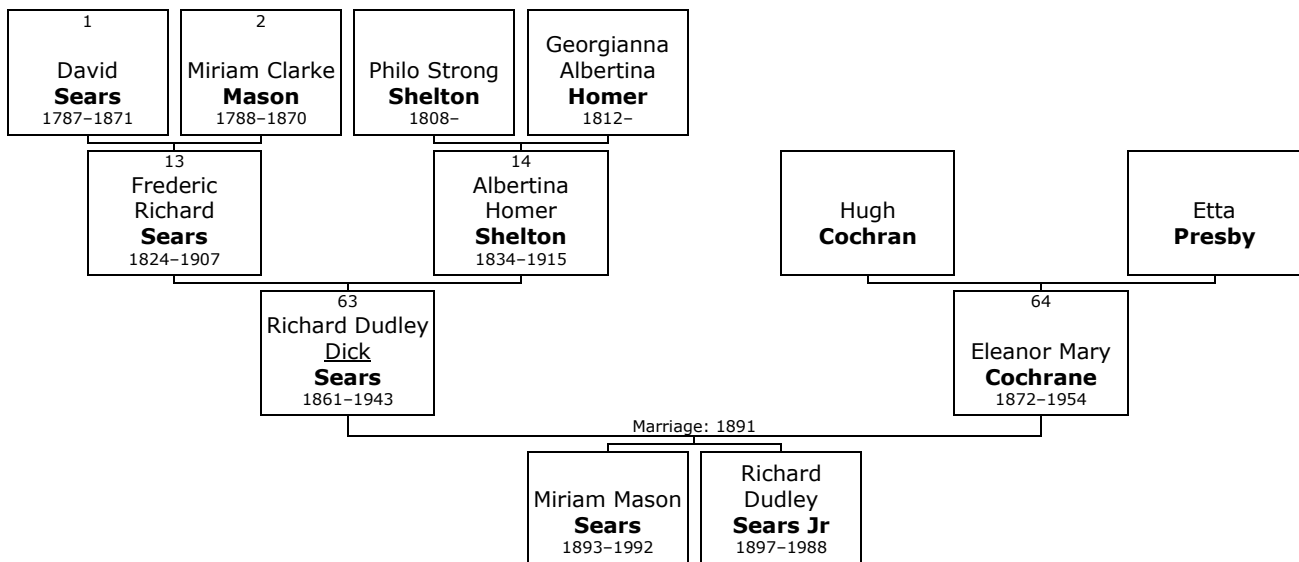 1
David
Sears
1787–1871
2
Miriam Clarke
Mason
1788–1870
Philo Strong
Shelton
1808–
Georgianna
Albertina
Homer
1812–
13
Frederic
Richard
Sears
1824–1907
14
Albertina
Homer
Shelton
1834–1915
Hugh
Cochran
Etta
Presby
63
Richard Dudley
Dick
Sears
1861–1943
64
Eleanor Mary
Cochrane
1872–1954
Marriage: 1891
Miriam Mason
Sears
1893–1992
Richard
Dudley
Sears Jr
1897–1988